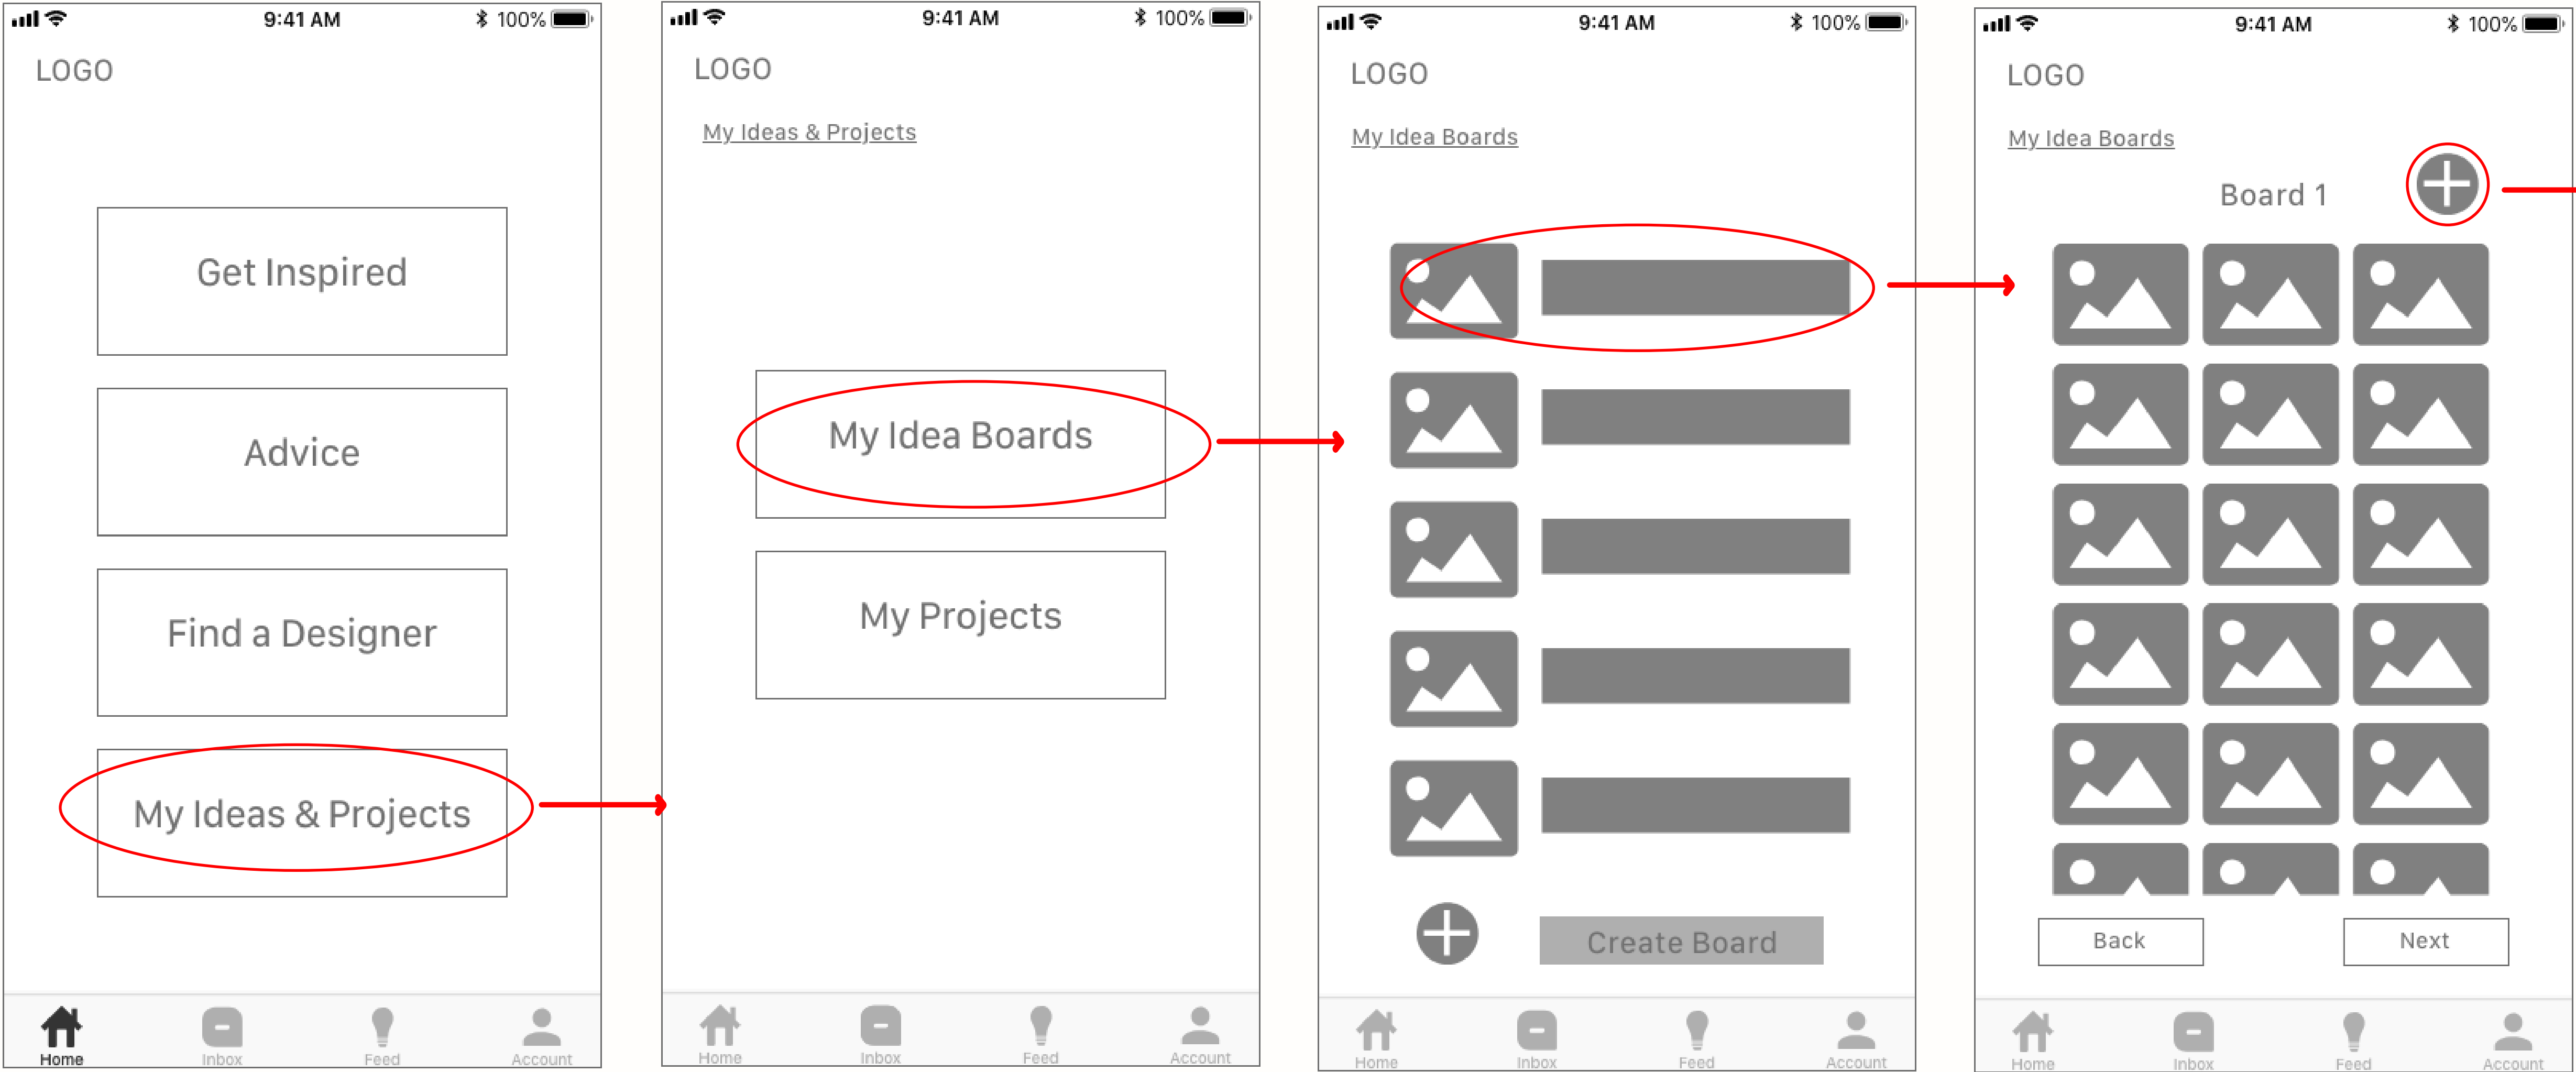 9:41 AM
100%
LOGO
Get Inspired
Advice
Find a Designer
My Ideas & Projects
Home
Inbox
Feed
Account
9:41 AM
100%
LOGO
My Ideas & Projects
My Idea Boards
My Projects
Home
Inbox
Feed
Account
9:41 AM
100%
LOGO
My Idea Boards
Create Board
Home
Inbox
Feed
Account
9:41 AM
100%
LOGO
My Idea Boards
Board 1
Back
Next
Home
Inbox
Feed
Account